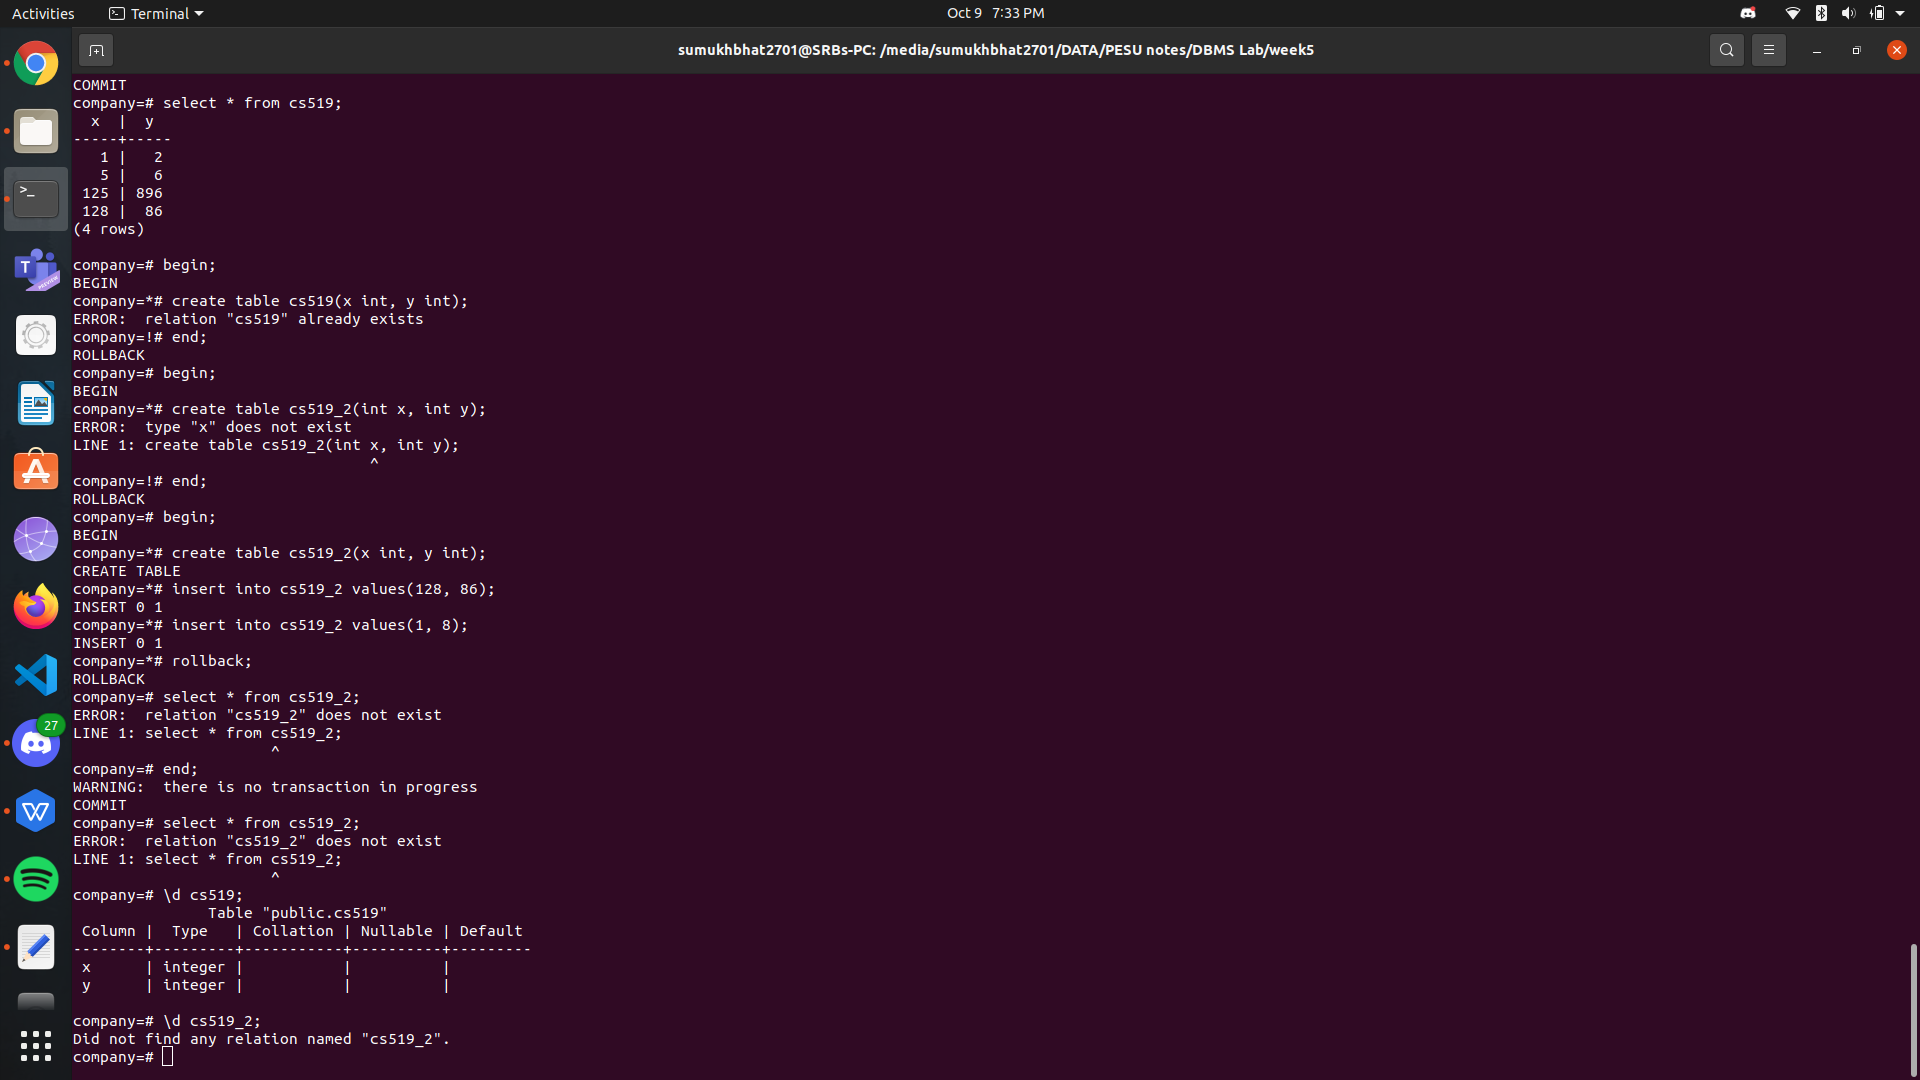 Activities
Terminal
Oct 9 7:33 PM
sumukhbhat2701@SRBs-PC: /media/sumukhbhat2701/DATA/PESU notes/DBMS Lab/week5
COMMIT
company=# select * from cs519;
  x  |  y
-----+-----
   1 |   2
   5 |   6
 125 | 896
 128 |  86
(4 rows)

company=# begin;
BEGIN
company=*# create table cs519(x int, y int);
ERROR:  relation "cs519" already exists
company=!# end;
ROLLBACK
company=# begin;
BEGIN
company=*# create table cs519_2(int x, int y);
ERROR:  type "x" does not exist
LINE 1: create table cs519_2(int x, int y);
                                 ^
company=!# end;
ROLLBACK
company=# begin;
BEGIN
company=*# create table cs519_2(x int, y int);
CREATE TABLE
company=*# insert into cs519_2 values(128, 86);
INSERT 0 1
company=*# insert into cs519_2 values(1, 8);
INSERT 0 1
company=*# rollback;
ROLLBACK
company=# select * from cs519_2;
ERROR:  relation "cs519_2" does not exist
LINE 1: select * from cs519_2;
                      ^
company=# end;
WARNING:  there is no transaction in progress
COMMIT
company=# select * from cs519_2;
ERROR:  relation "cs519_2" does not exist
LINE 1: select * from cs519_2;
                      ^
company=# \d cs519;
               Table "public.cs519"
 Column |  Type   | Collation | Nullable | Default
--------+---------+-----------+----------+---------
 x      | integer |           |          |
 y      | integer |           |          |

company=# \d cs519_2;
Did not find any relation named "cs519_2".
company=#
>_
T
PREVIEW
27